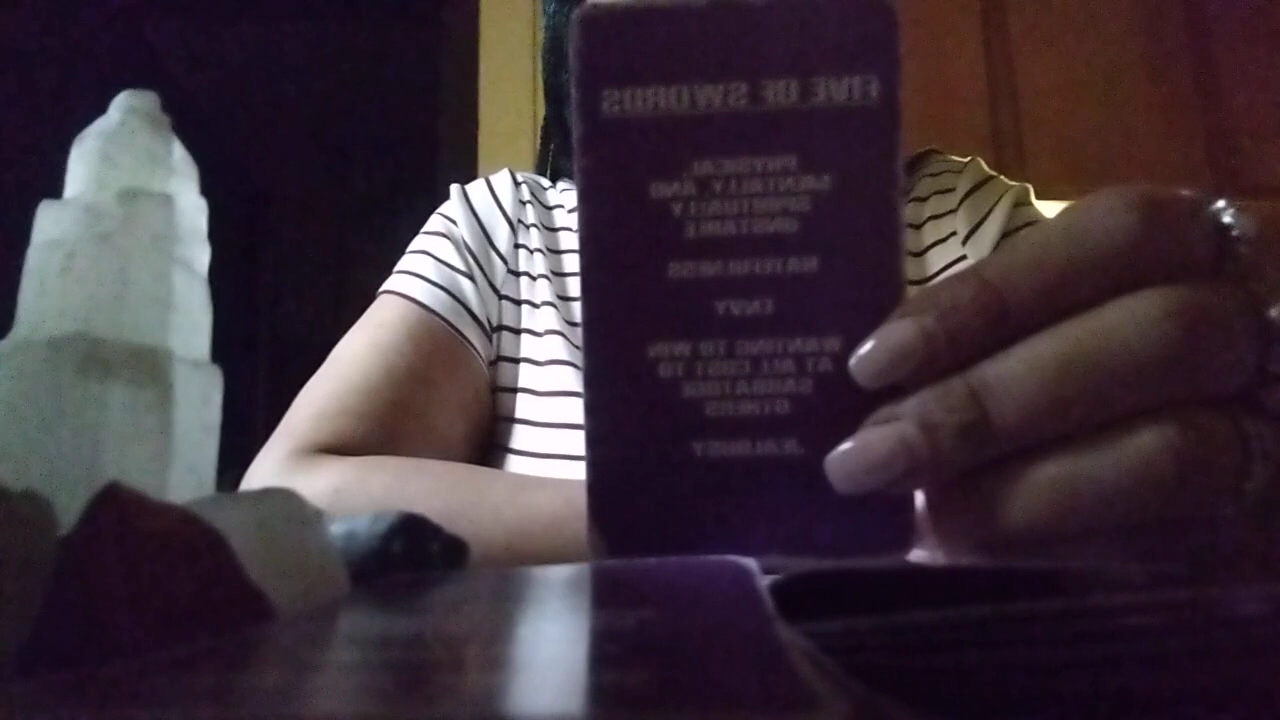 FIVE OF SWORDS
PHYSICAL,
MENTALLY, AND
SPIRITUALLY
UNSTABLE
HATEFULNESS
ENVY
WANTING TO WIN
AT ALL COST TO
SABBATOGE
OTHERS
JEALOUSY